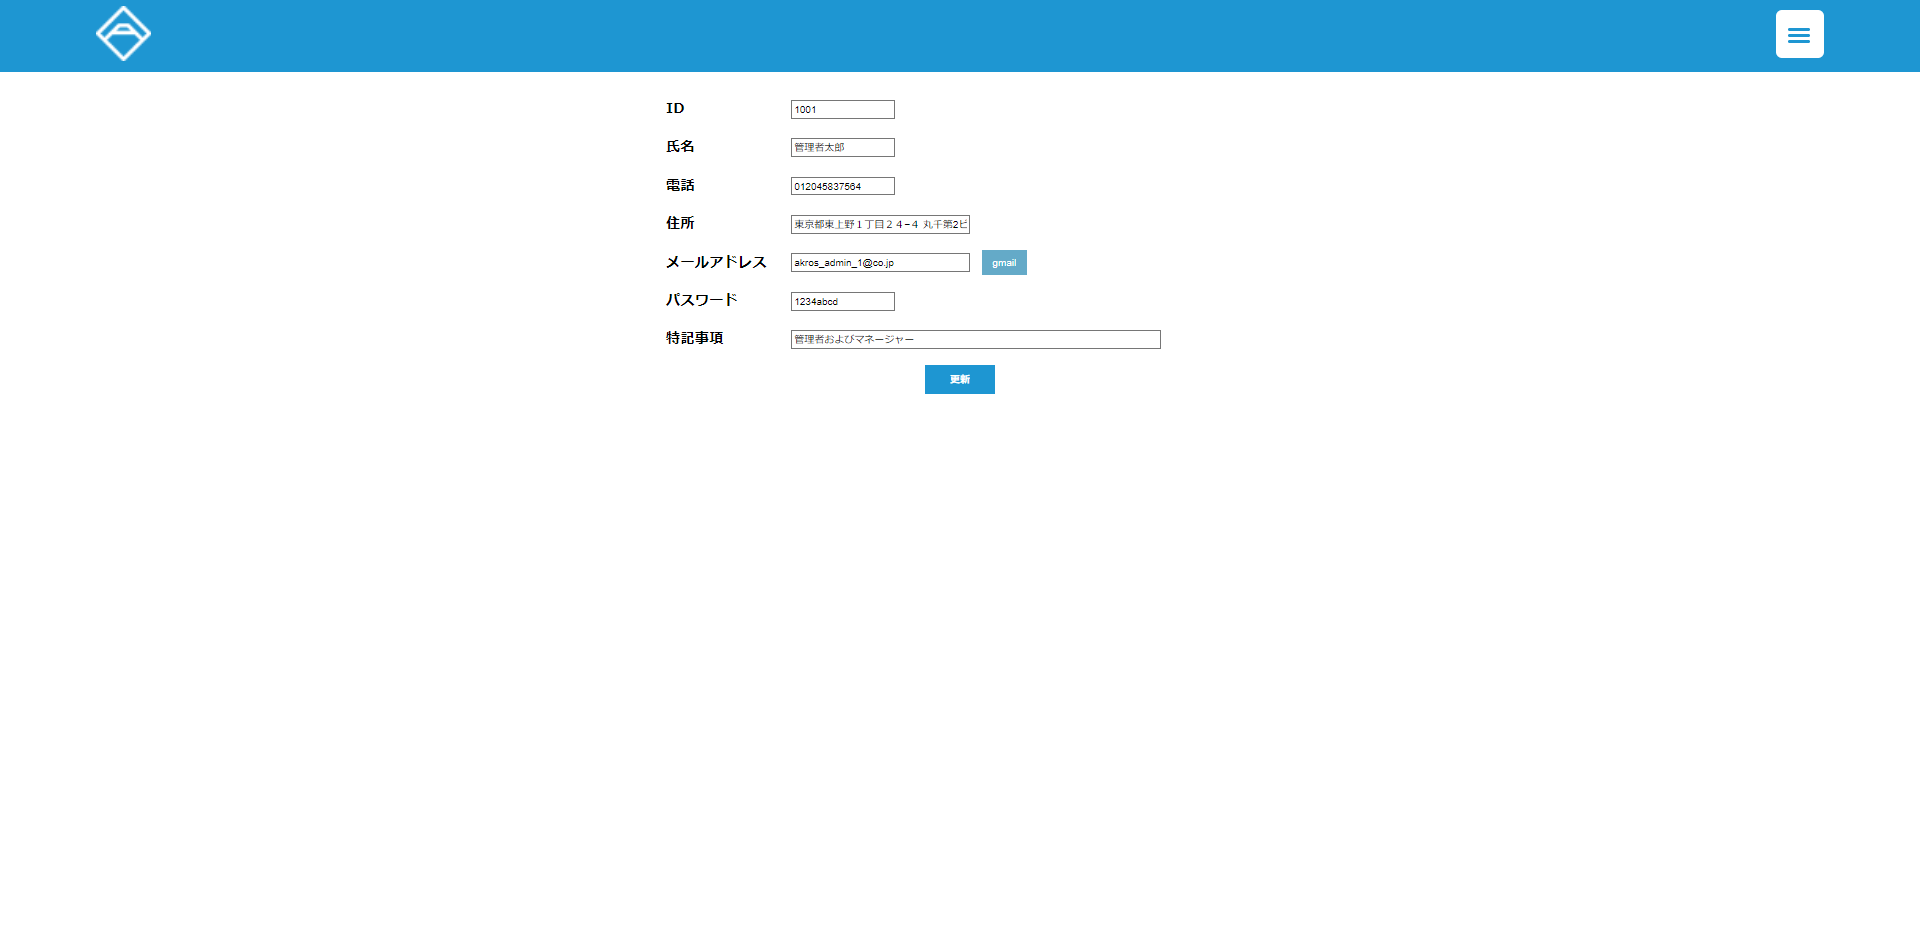 ID 1001
氏名 管理者太郎
電話 012045837564
住所 東京都東上野１丁目２４−４ 丸千第2ビ
メールアドレス akros_admin_1@co.jp gmail
パスワード 1234abcd
特記事項 管理者およびマネージャー
更新